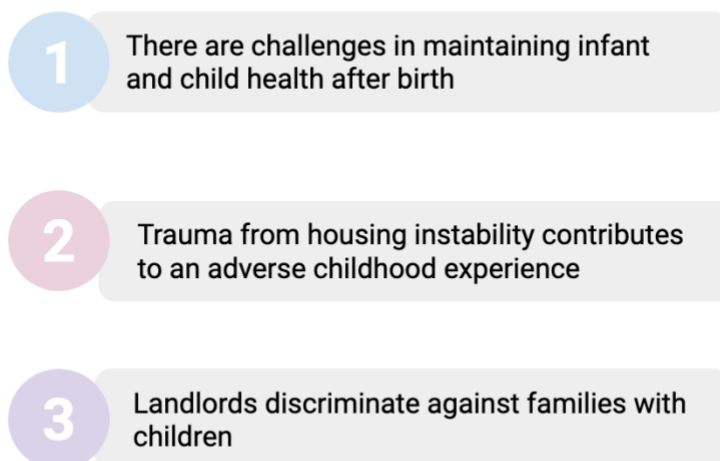 1
There are challenges in maintaining infant
and child health after birth
2
Trauma from housing instability contributes
to an adverse childhood experience
3
Landlords discriminate against families with
children